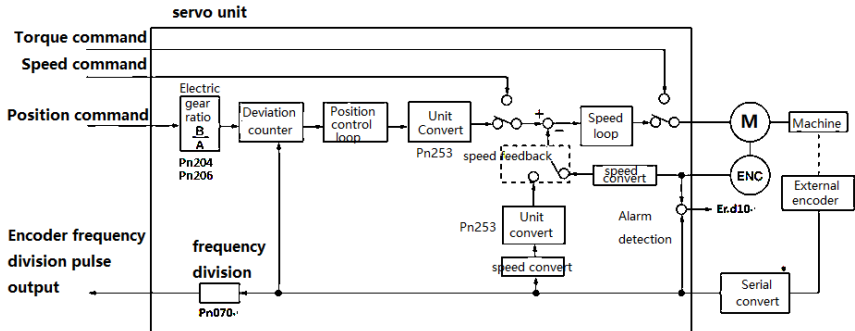 servo unit
Torque command
Speed command
Position command
Electric
gear
ratio
B
A
Pn204
Pn206
Deviation
counter
Position
control
loop
Unit
Convert
Pn253
+
−
speed feedback
Speed
loop
M
Machine
speed
convert
ENC
External
encoder
Unit
convert
Pn253
Alarm
detection
Er.d10
speed convert
Encoder frequency
division pulse
output
frequency
division
Pn070
Serial
convert